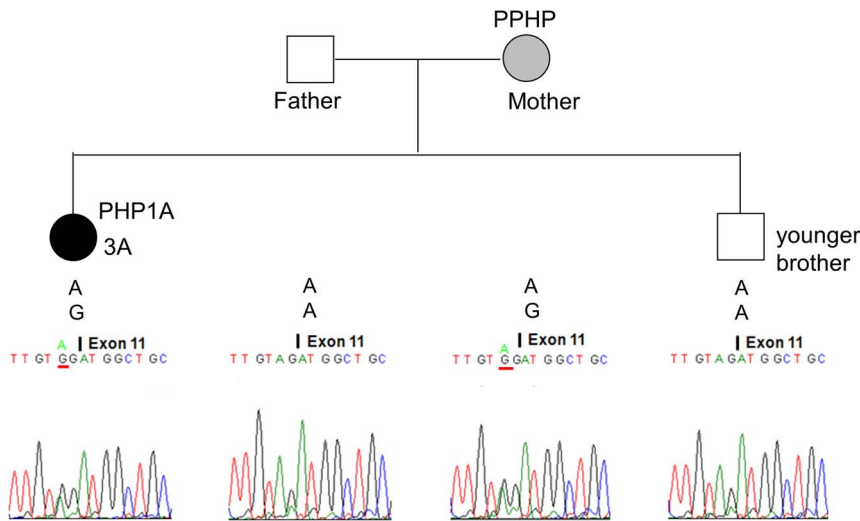 PPHP
Father
Mother
PHP1A
3A
younger
brother
A
G
A
A
A
G
A
A
A
Exon 11
TTGTGGATGGCTGC
Exon 11
TTGTAGATGGCTGC
A
Exon 11
TTGTGGATGGCTGC
Exon 11
TTGTAGATGGCTGC